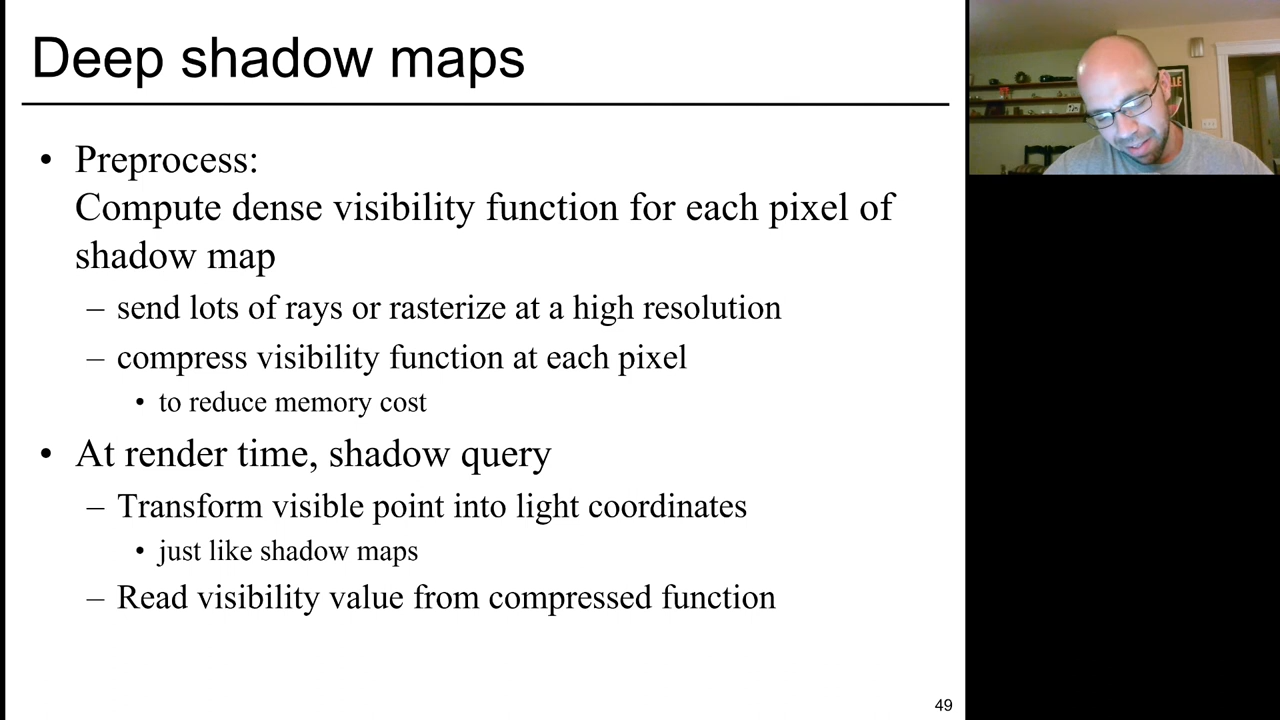 Deep shadow maps
• Preprocess:
Compute dense visibility function for each pixel of
shadow map
– send lots of rays or rasterize at a high resolution
– compress visibility function at each pixel
• to reduce memory cost
• At render time, shadow query
– Transform visible point into light coordinates
• just like shadow maps
– Read visibility value from compressed function
49